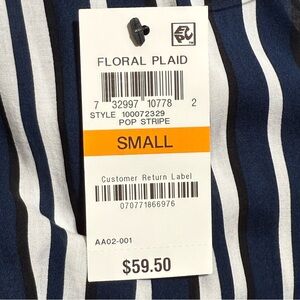 FLORAL PLAID
7 32997 10778 2
STYLE 100072329
POP STRIPE
SMALL
Customer Return Label
070771866976
AA02-001
$59.50